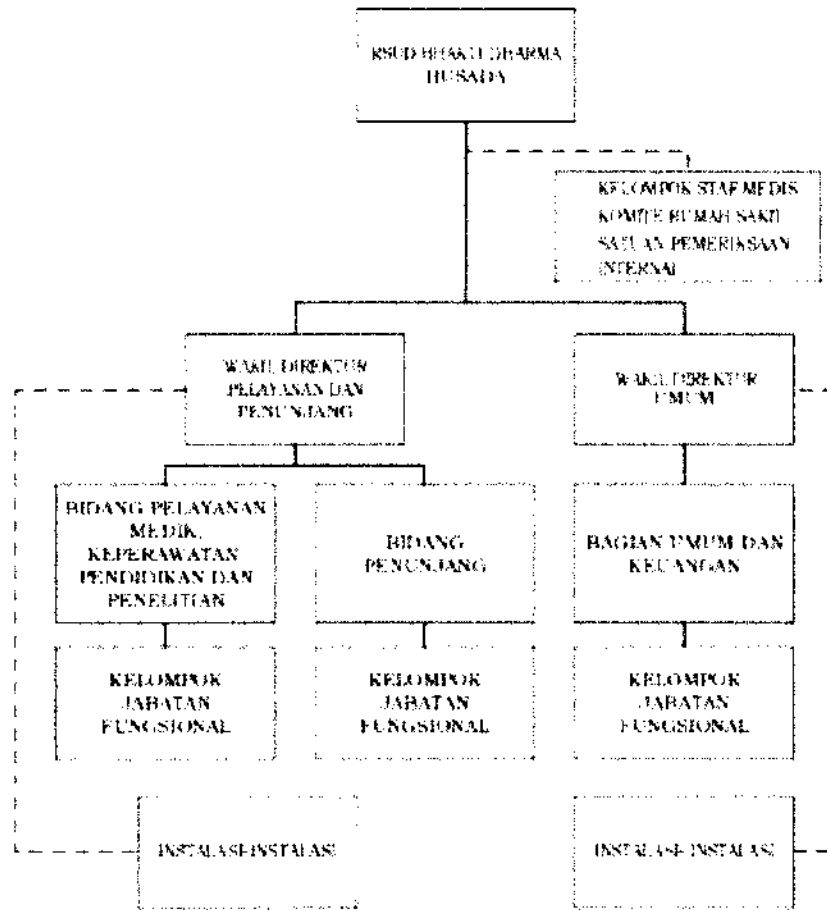 RSUD BHAKTI DHARMA
HUSADA
KELOMPOK STAF MEDIS
KOMITE RUMAH SAKIT
SATUAN PEMERIKSAAN
INTERNAL
WAKIL DIREKTUR
PELAYANAN DAN
PENUNJANG
WAKIL DIREKTUR
UMUM
BIDANG PELAYANAN
MEDIK,
KEPERAWATAN
PENDIDIKAN DAN
PENELITIAN
BIDANG
PENUNJANG
BAGIAN UMUM DAN
KEUANGAN
KELOMPOK
JABATAN
FUNGSIONAL
KELOMPOK
JABATAN
FUNGSIONAL
KELOMPOK
JABATAN
FUNGSIONAL
INSTALASI-INSTALASI
INSTALASI-INSTALASI